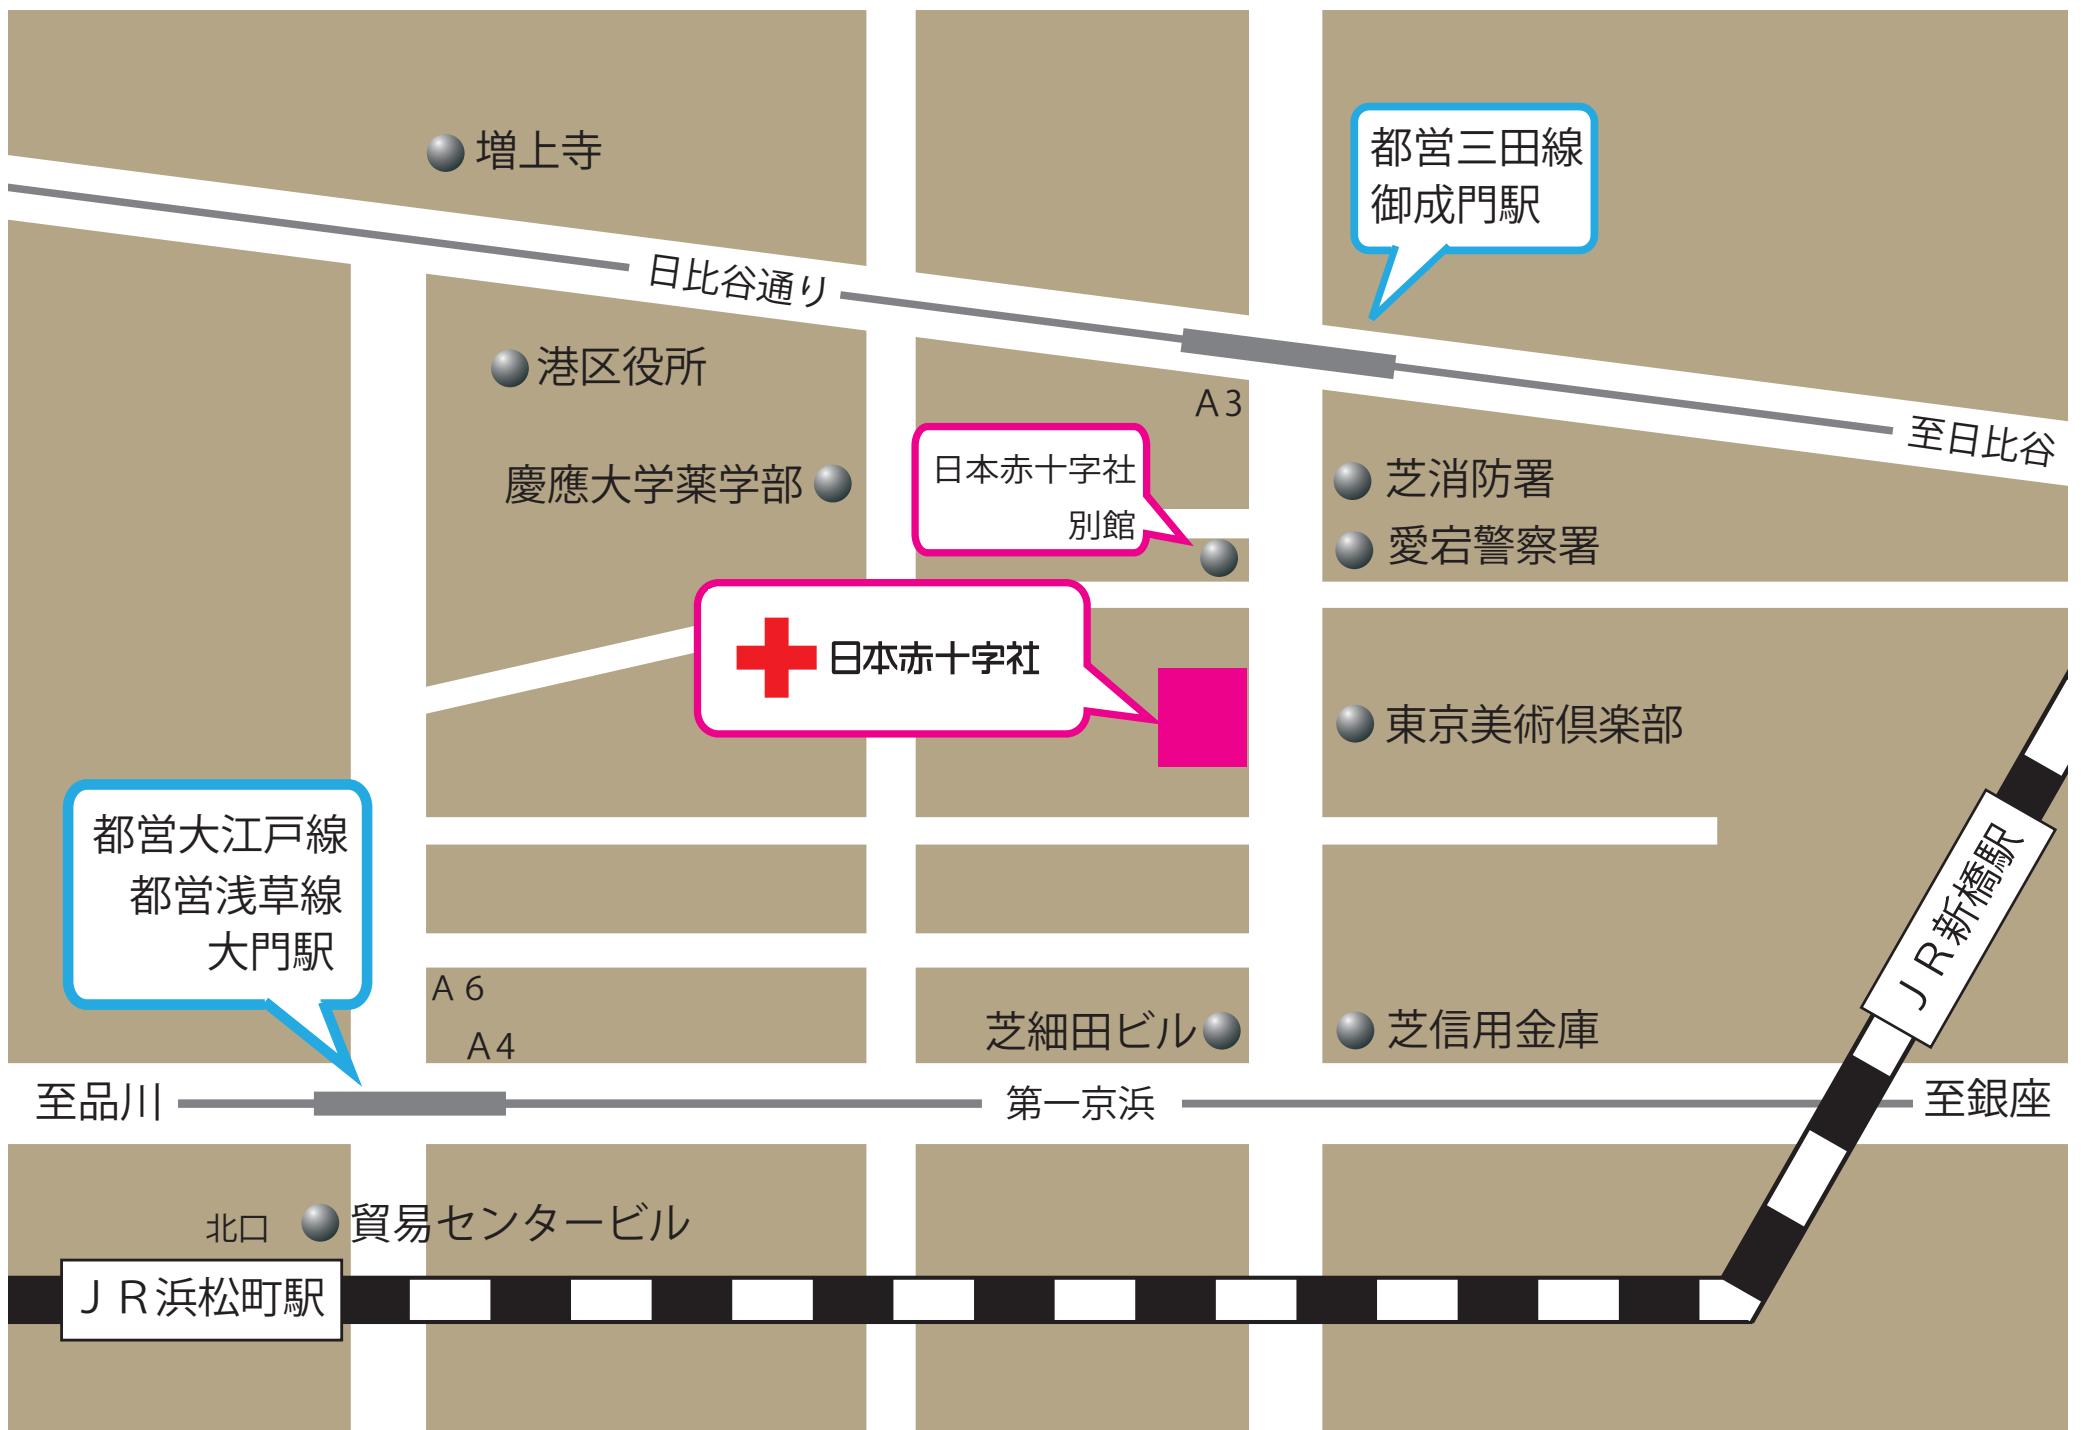 増上寺
都営三田線
御成門駅
日比谷通り
港区役所
A3
至日比谷
慶應大学薬学部
日本赤十字社
別館
芝消防署
愛宕警察署
日本赤十字社
東京美術倶楽部
都営大江戸線
都営浅草線
大門駅
JR新橋駅
A6
A4
芝細田ビル
芝信用金庫
至品川
第一京浜
至銀座
北口
貿易センタービル
JR浜松町駅